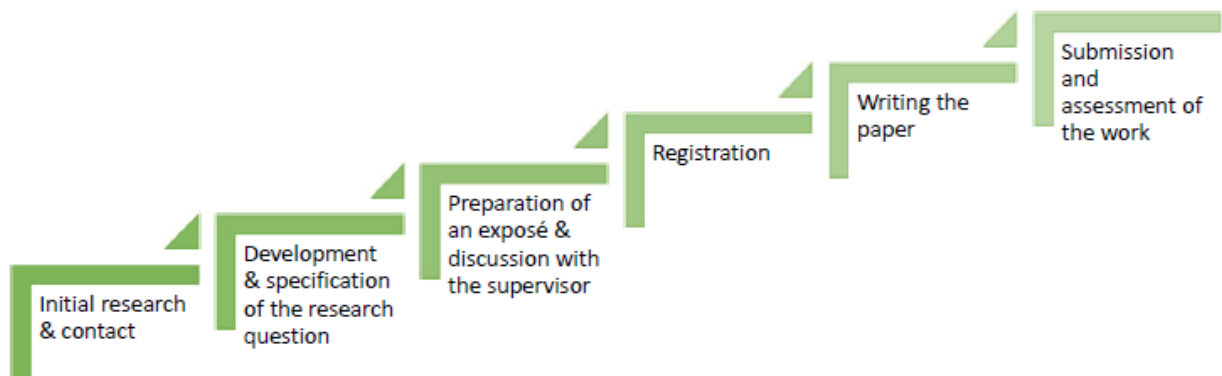 Initial research
& contact
Development
& specification
of the research
question
Preparation of
an exposé &
discussion with
the supervisor
Registration
Writing the
paper
Submission
and
assessment of
the work